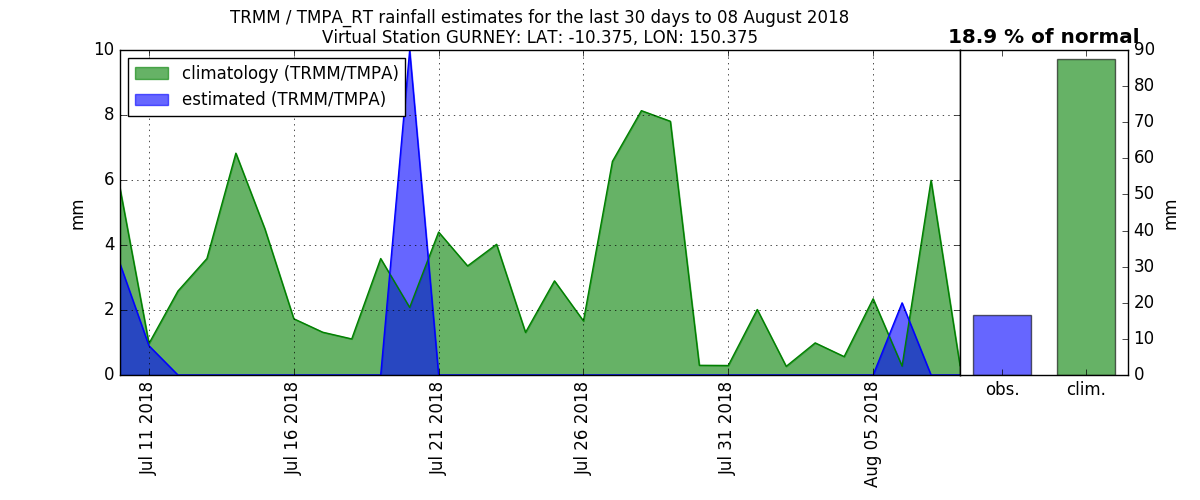 TRMM / TMPA_RT rainfall estimates for the last 30 days to 08 August 2018
Virtual Station GURNEY: LAT: -10.375, LON: 150.375
18.9 % of normal
climatology (TRMM/TMPA)
estimated (TRMM/TMPA)
10
8
6
4
2
0
mm
Jul 11 2018
Jul 16 2018
Jul 21 2018
Jul 26 2018
Jul 31 2018
Aug 05 2018
obs.
clim.
90
80
70
60
50
40
30
20
10
0
mm